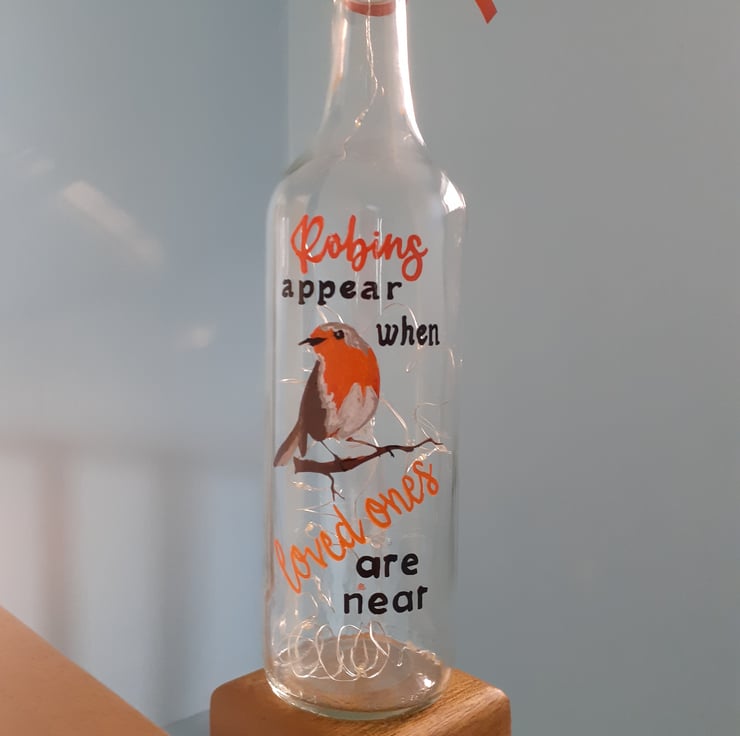 Robins
appear
when
loved ones
are
near